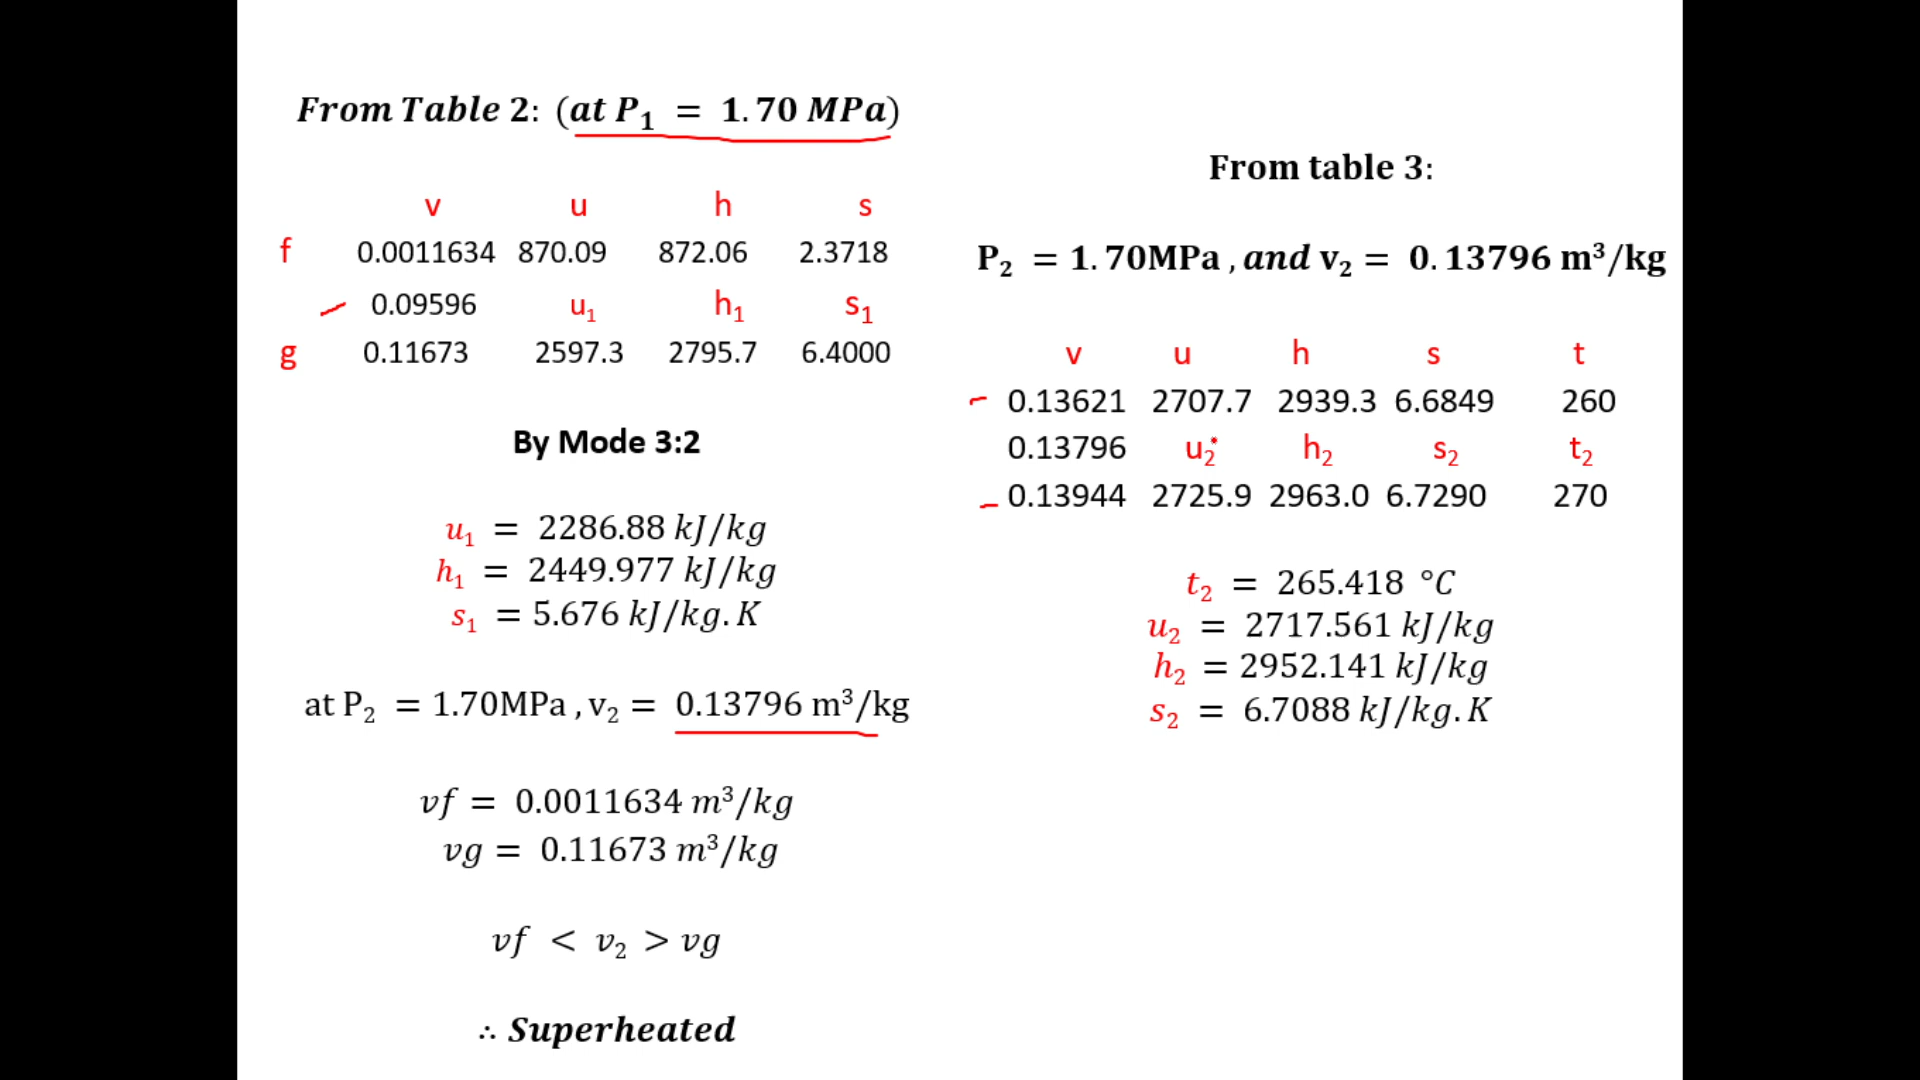 From Table 2: (at P₁ = 1.70 MPa)
v u h s
f 0.0011634 870.09 872.06 2.3718
0.09596 u₁ h₁ s₁
g 0.11673 2597.3 2795.7 6.4000
By Mode 3:2
u₁ = 2286.88 kJ/kg
h₁ = 2449.977 kJ/kg
s₁ = 5.676 kJ/kg.K
at P₂ = 1.70MPa , v₂ = 0.13796 m³/kg
vf = 0.0011634 m³/kg
vg = 0.11673 m³/kg
vf < v₂ > vg
∴ Superheated
From table 3:
P₂ = 1.70MPa , and v₂ = 0.13796 m³/kg
v u h s t
0.13621 2707.7 2939.3 6.6849 260
0.13796 u₂ h₂ s₂ t₂
0.13944 2725.9 2963.0 6.7290 270
t₂ = 265.418 °C
u₂ = 2717.561 kJ/kg
h₂ = 2952.141 kJ/kg
s₂ = 6.7088 kJ/kg.K